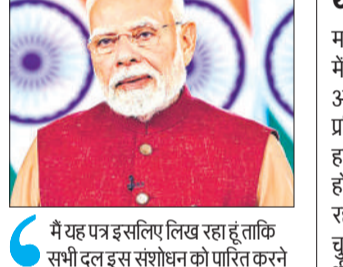 मैं यह पत्र इसलिए लिख रहा हूं ताकि
सभी दल इस संशोधन को पारित करने
म
में
हो